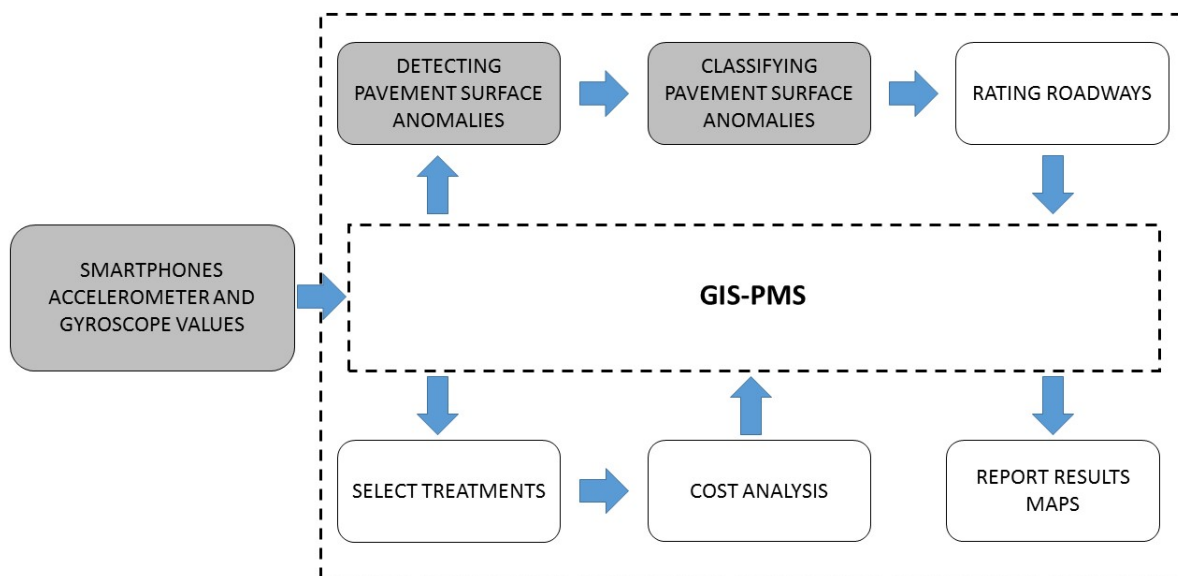 DETECTING
PAVEMENT SURFACE
ANOMALIES
CLASSIFYING
PAVEMENT SURFACE
ANOMALIES
RATING ROADWAYS
SMARTPHONES
ACCELEROMETER AND
GYROSCOPE VALUES
GIS-PMS
SELECT TREATMENTS
COST ANALYSIS
REPORT RESULTS
MAPS